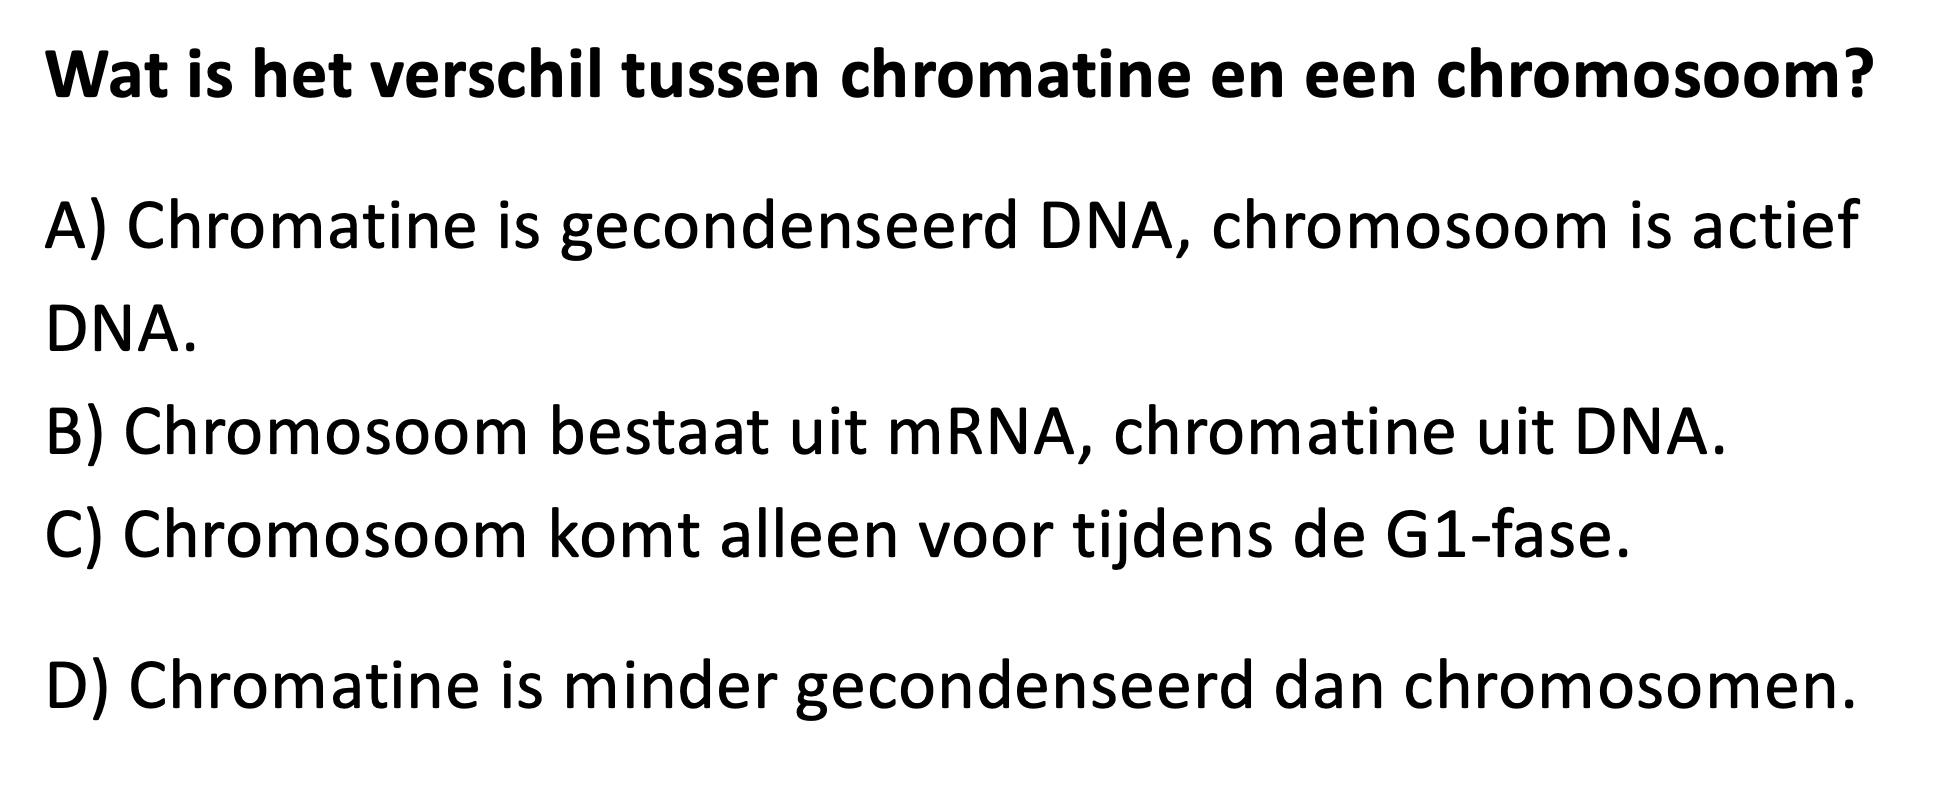 Wat is het verschil tussen chromatine en een chromosoom?
A) Chromatine is gecondenseerd DNA, chromosoom is actief
DNA.
B) Chromosoom bestaat uit mRNA, chromatine uit DNA.
C) Chromosoom komt alleen voor tijdens de G1-fase.
D) Chromatine is minder gecondenseerd dan chromosomen.